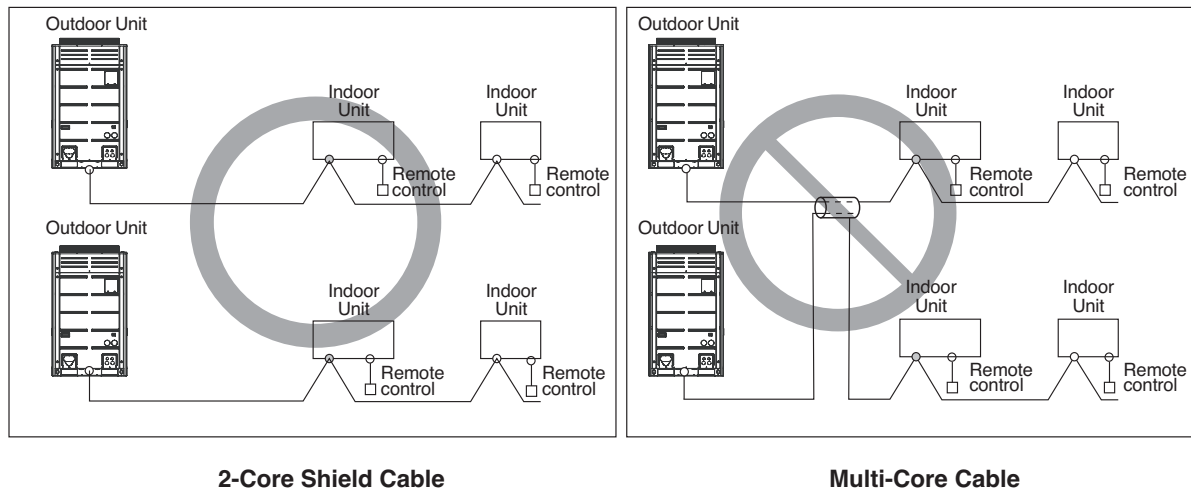 Outdoor Unit
Indoor
Unit
Indoor
Unit
Remote
control
Remote
control
Outdoor Unit
Indoor
Unit
Indoor
Unit
Remote
control
Remote
control
2-Core Shield Cable
Outdoor Unit
Indoor
Unit
Indoor
Unit
Remote
control
Remote
control
Outdoor Unit
Indoor
Unit
Indoor
Unit
Remote
control
Remote
control
Multi-Core Cable